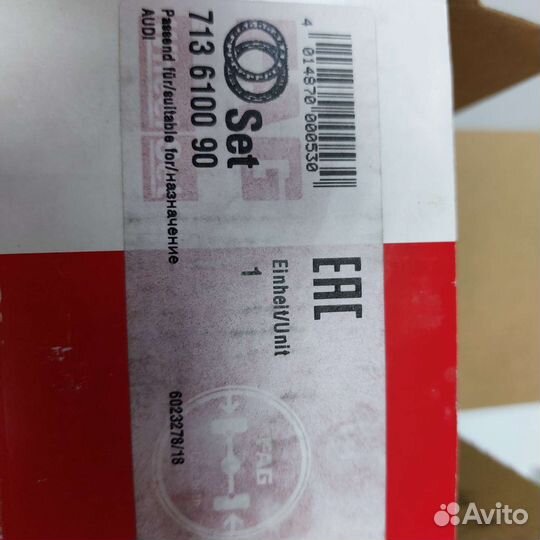 4 014870 000530
Set
713 6100 90
Passend für/suitable for/назначение
AUDI
EAC
Einheit/Unit
1
6023278/18
FAG
Avito